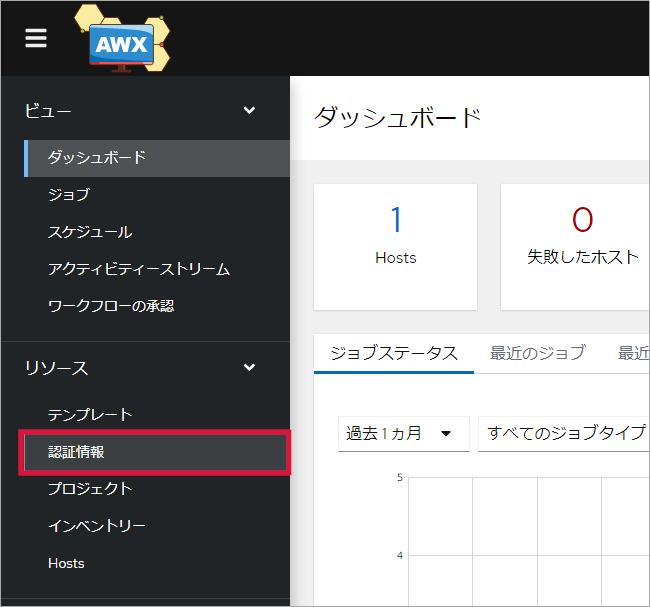 AWX
ビュー
ダッシュボード
ジョブ
スケジュール
アクティビティーストリーム
ワークフローの承認
リソース
テンプレート
認証情報
プロジェクト
インベントリー
Hosts
ダッシュボード
1
Hosts
0
失敗したホスト
ジョブステータス 最近のジョブ 最近
過去1ヵ月 すべてのジョブタイプ
5
4